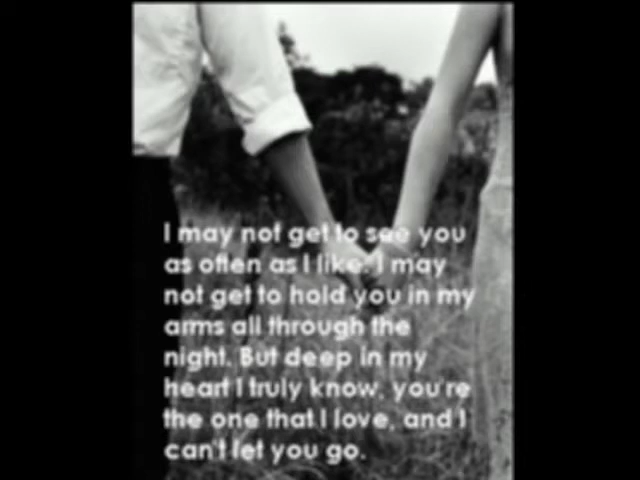 I may not get to see you
as often as I like. I may
not get to hold you in my
arms all through the
night. But deep in my
heart I truly know, you're
the one that I love, and I
can't let you go.